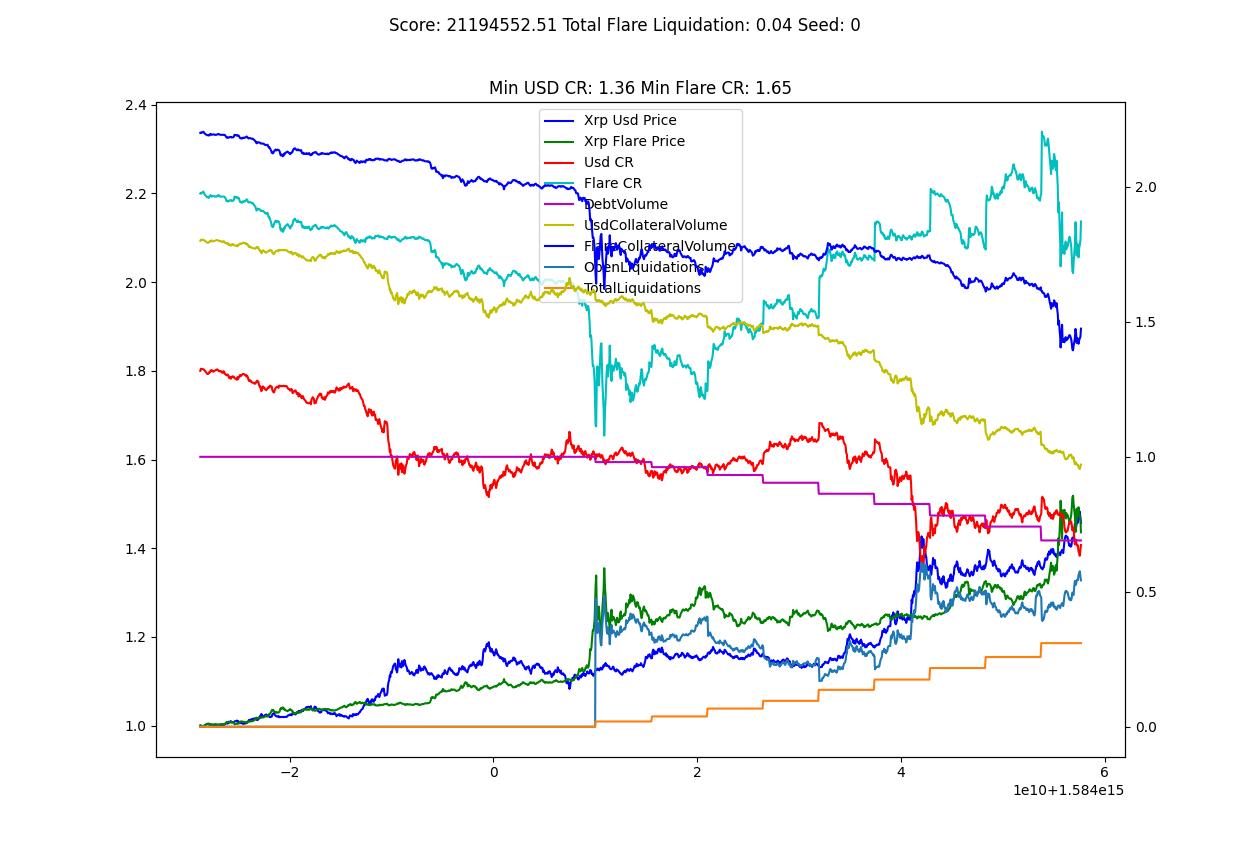 Score: 21194552.51 Total Flare Liquidation: 0.04 Seed: 0
Min USD CR: 1.36 Min Flare CR: 1.65
2.4
2.2
2.0
1.8
1.6
1.4
1.2
1.0
Xrp Usd Price
Xrp Flare Price
Usd CR
Flare CR
DebtVolume
UsdCollateralVolume
FlareCollateralVolume
OpenLiquidations
TotalLiquidations
2.0
1.5
1.0
0.5
0.0
−2 0 2 4 6
1e10+1.584e15